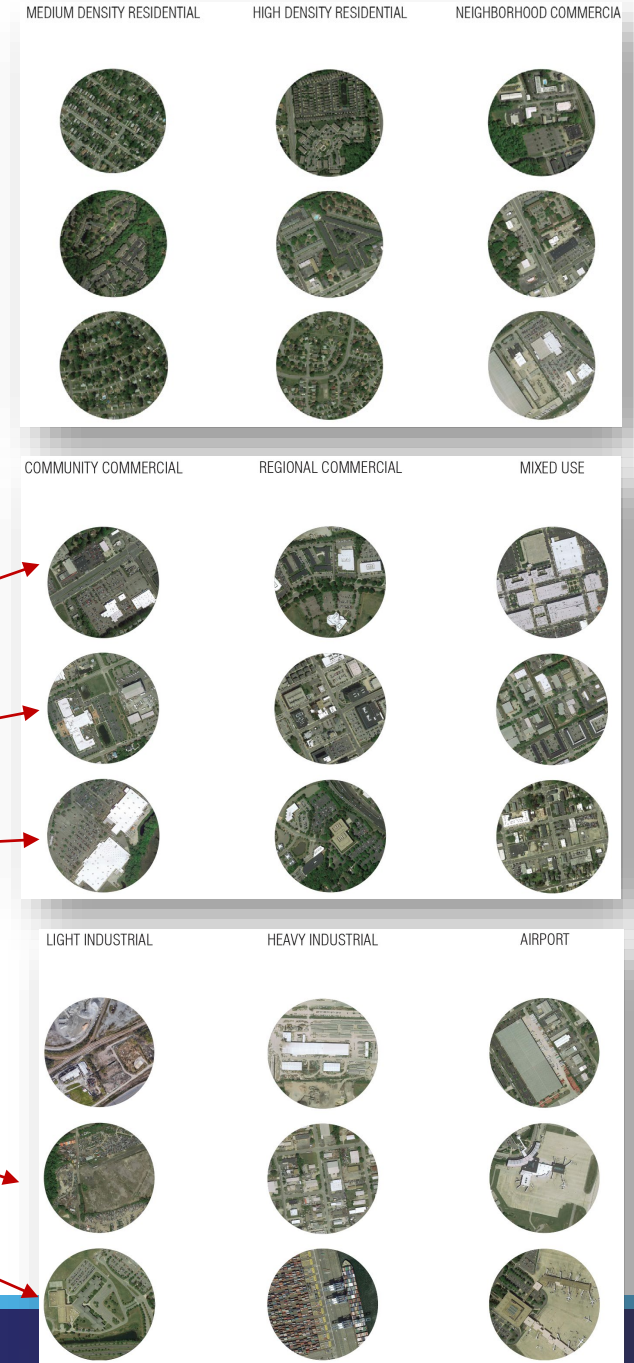 MEDIUM DENSITY RESIDENTIAL HIGH DENSITY RESIDENTIAL NEIGHBORHOOD COMMERCIA
COMMUNITY COMMERCIAL REGIONAL COMMERCIAL MIXED USE
LIGHT INDUSTRIAL HEAVY INDUSTRIAL AIRPORT